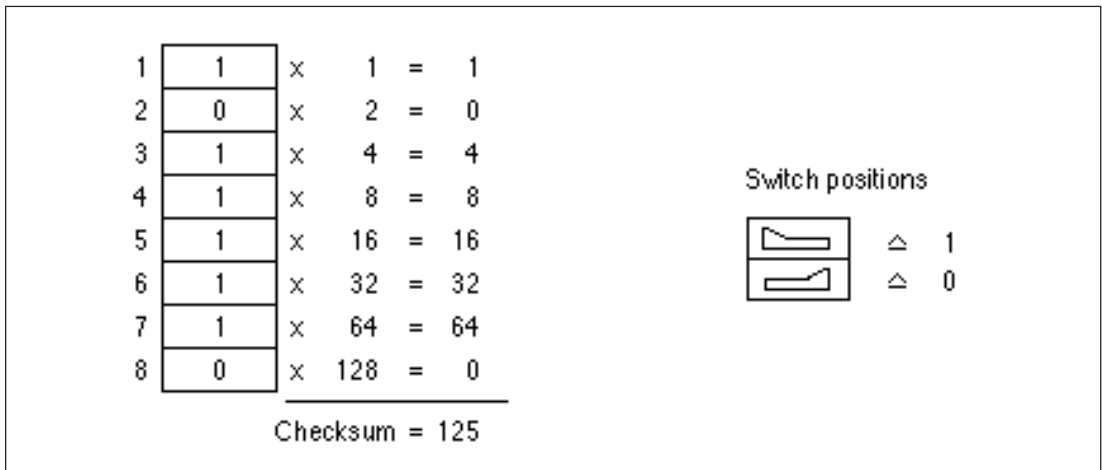 1 1 x 1 = 1
2 0 x 2 = 0
3 1 x 4 = 4
4 1 x 8 = 8
5 1 x 16 = 16
6 1 x 32 = 32
7 1 x 64 = 64
8 0 x 128 = 0
Checksum = 125
Switch positions
≙ 1
≙ 0